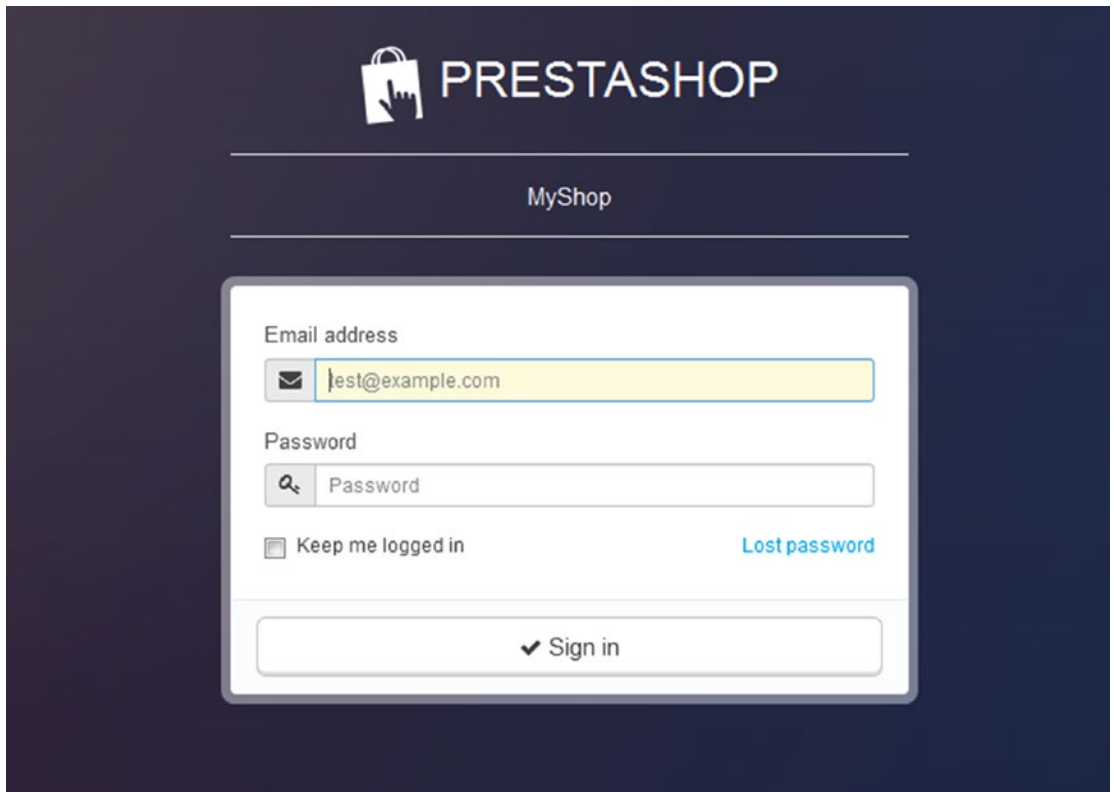 PRESTASHOP
MyShop
Email address
test@example.com
Password
Password
Keep me logged in Lost password
Sign in